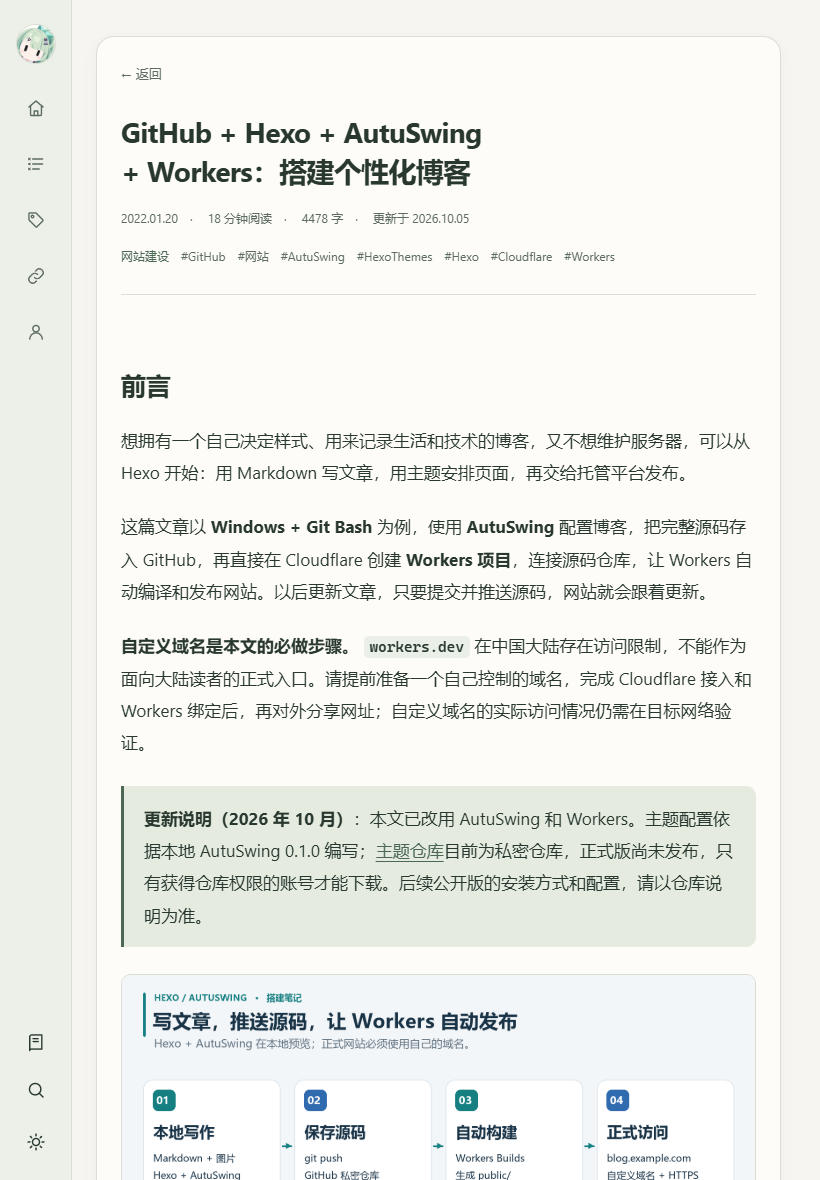 ← 返回
GitHub + Hexo + AutuSwing
+ Workers：搭建个性化博客
2022.01.20 · 18 分钟阅读 · 4478 字 · 更新于 2026.10.05
网站建设 #GitHub #网站 #AutuSwing #HexoThemes #Hexo #Cloudflare #Workers
前言
想拥有一个自己决定样式、用来记录生活和技术的博客，又不想维护服务器，可以从
Hexo 开始：用 Markdown 写文章，用主题安排页面，再交给托管平台发布。
这篇文章以 Windows + Git Bash 为例，使用 AutuSwing 配置博客，把完整源码存
入 GitHub，再直接在 Cloudflare 创建 Workers 项目，连接源码仓库，让 Workers 自
动编译和发布网站。以后更新文章，只要提交并推送源码，网站就会跟着更新。
自定义域名是本文的必做步骤。 workers.dev 在中国大陆存在访问限制，不能作为
面向大陆读者的正式入口。请提前准备一个自己控制的域名，完成 Cloudflare 接入和
Workers 绑定后，再对外分享网址；自定义域名的实际访问情况仍需在目标网络验
证。
更新说明（2026 年 10 月）：本文已改用 AutuSwing 和 Workers。主题配置依
据本地 AutuSwing 0.1.0 编写；主题仓库目前为私密仓库，正式版尚未发布，只
有获得仓库权限的账号才能下载。后续公开版的安装方式和配置，请以仓库说
明为准。
HEXO / AUTUSWING · 搭建笔记
写文章，推送源码，让 Workers 自动发布
Hexo + AutuSwing 在本地预览；正式网站必须使用自己的域名。
01
本地写作
Markdown + 图片
Hexo + AutuSwing
02
保存源码
git push
GitHub 私密仓库
03
自动构建
Workers Builds
生成 public/
04
正式访问
blog.example.com
自定义域名 + HTTPS